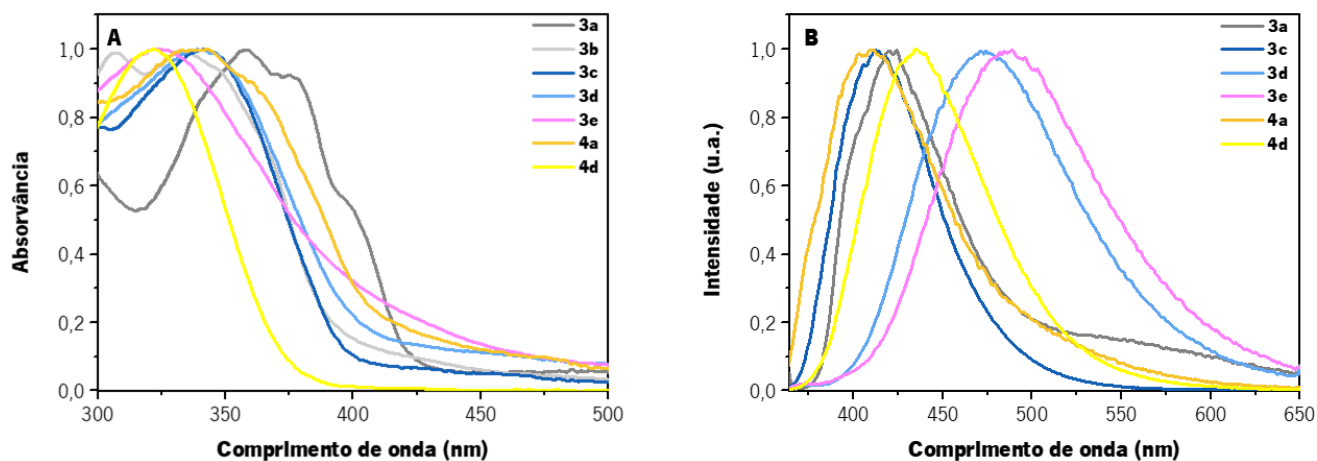 A
3a
3b
3c
3d
3e
4a
4d
1,0
0,8
0,6
0,4
0,2
0,0
300
350
400
450
500
Absorvância
Comprimento de onda (nm)
B
3a
3c
3d
3e
4a
4d
1,0
0,8
0,6
0,4
0,2
0,0
400
450
500
550
600
650
Intensidade (u.a.)
Comprimento de onda (nm)